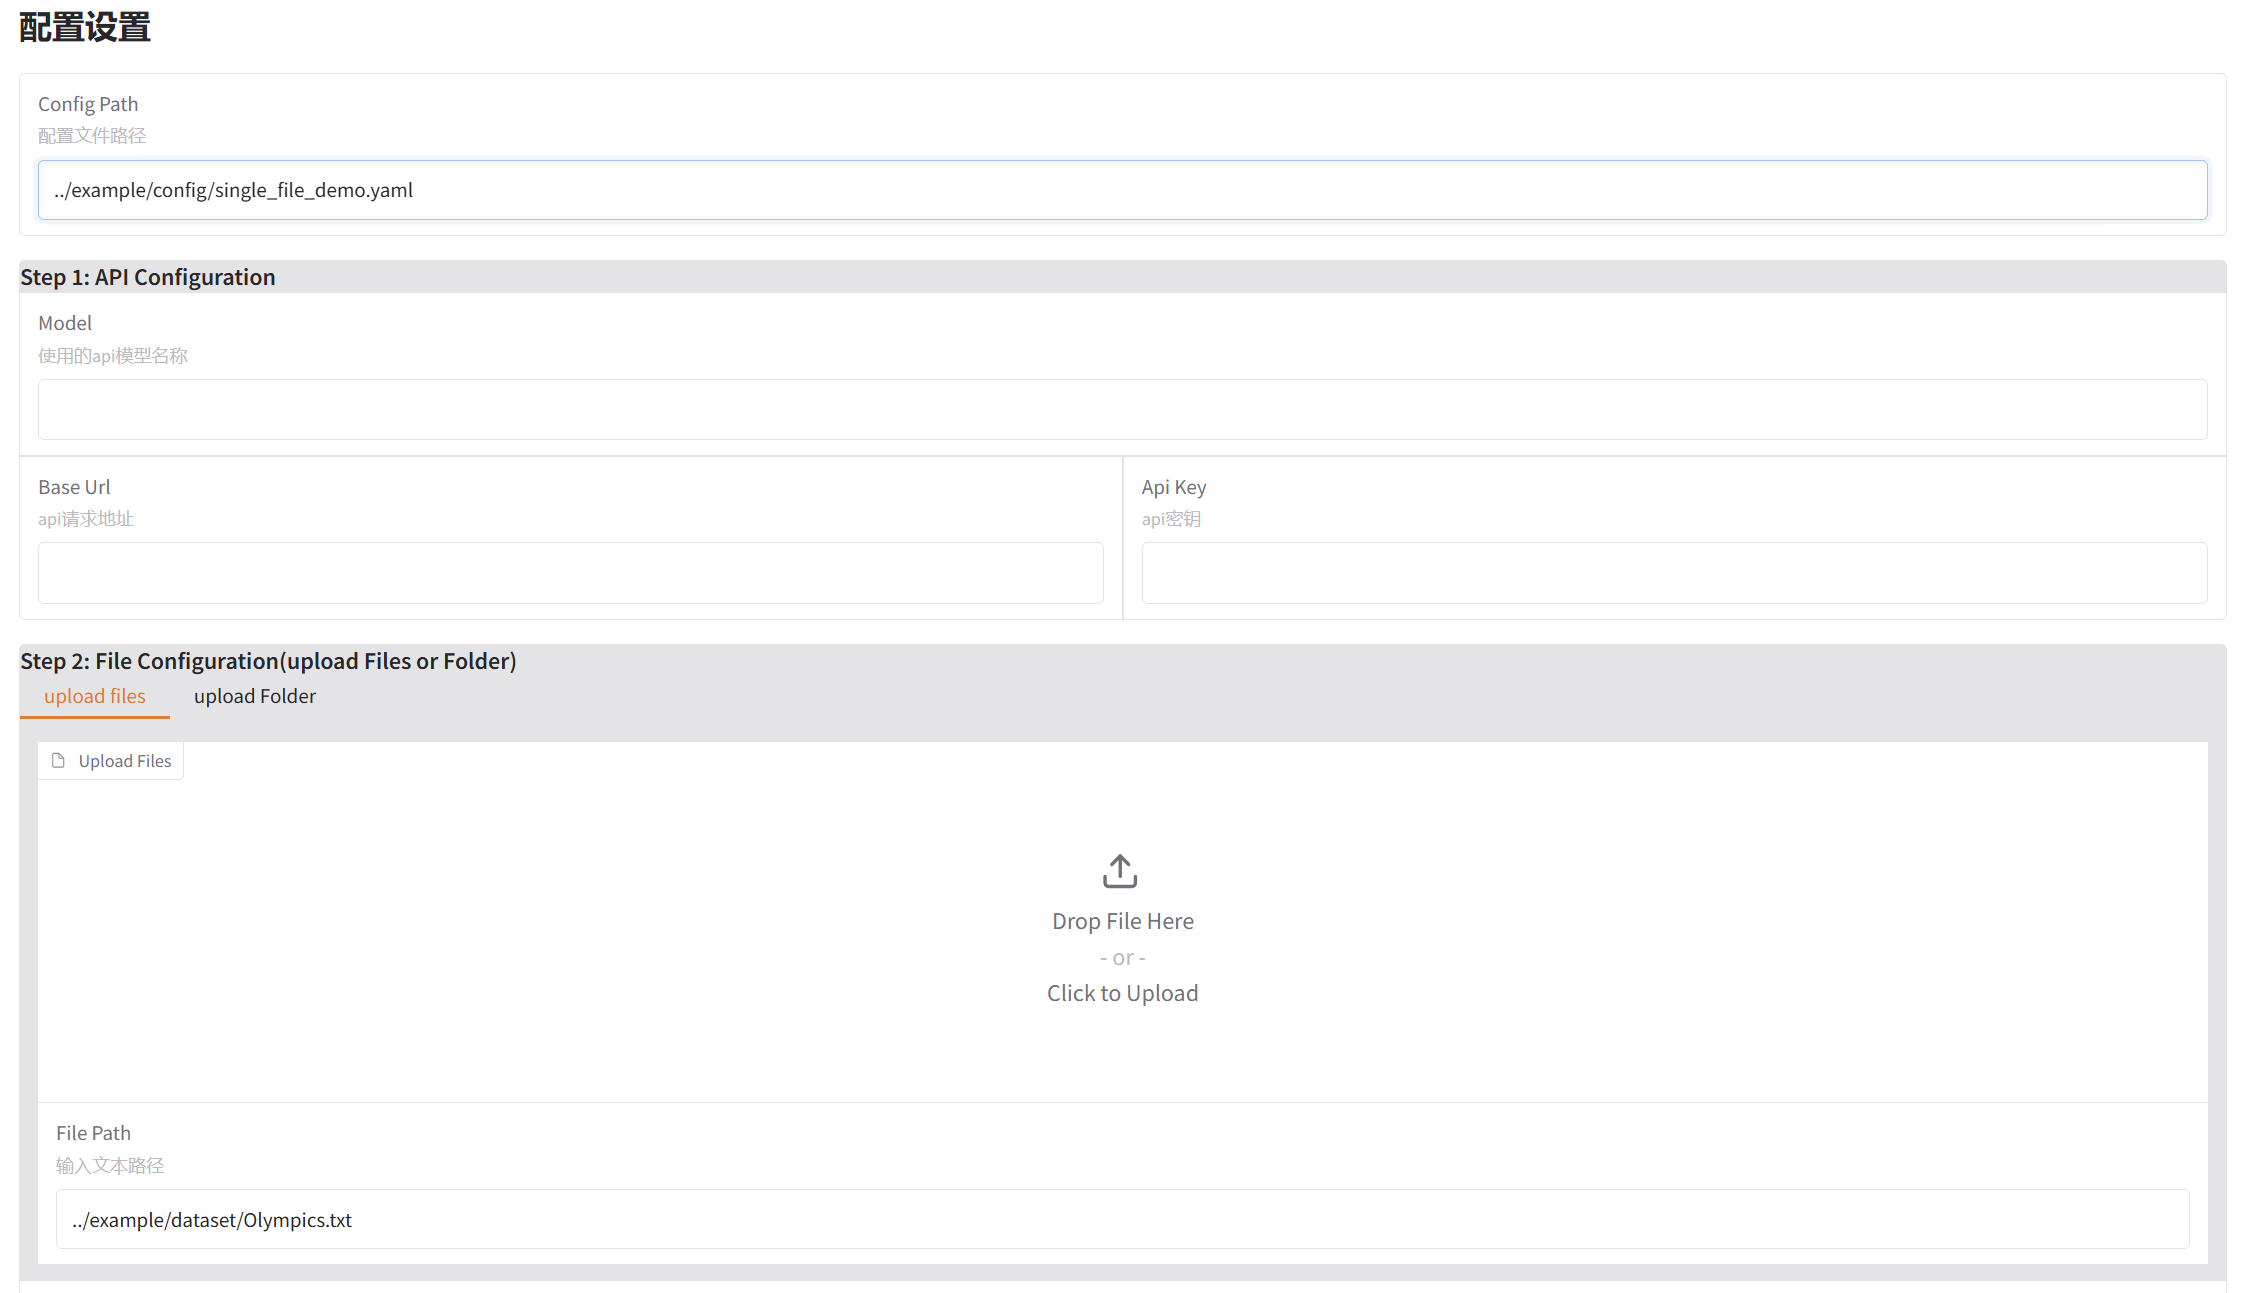 配置设置
Config Path
配置文件路径
../example/config/single_file_demo.yaml
Step 1: API Configuration
Model
使用的api模型名称
Base Url
api请求地址
Api Key
api密钥
Step 2: File Configuration(upload Files or Folder)
upload files
upload Folder
Upload Files
Drop File Here
- or -
Click to Upload
File Path
输入文本路径
../example/dataset/Olympics.txt